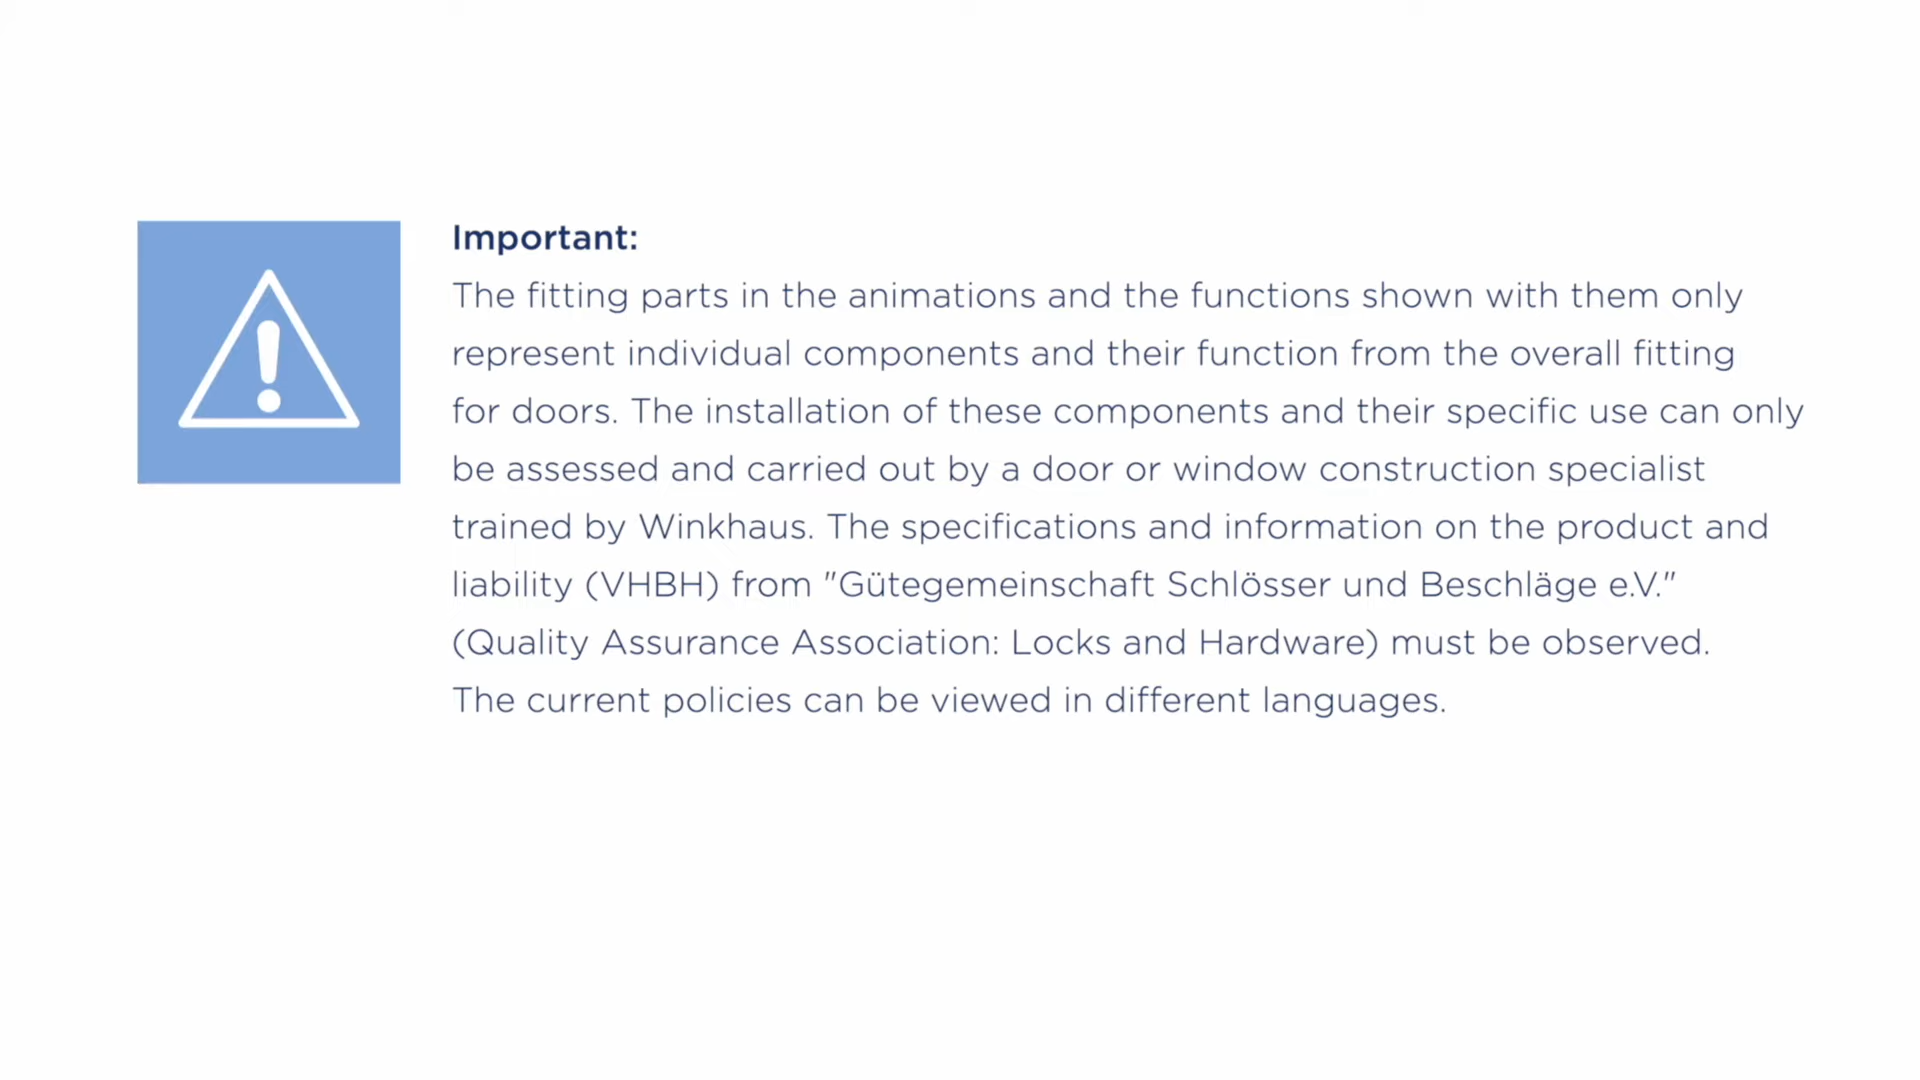 Important:
The fitting parts in the animations and the functions shown with them only
represent individual components and their function from the overall fitting
for doors. The installation of these components and their specific use can only
be assessed and carried out by a door or window construction specialist
trained by Winkhaus. The specifications and information on the product and
liability (VHBH) from "Gütegemeinschaft Schlösser und Beschläge e.V."
(Quality Assurance Association: Locks and Hardware) must be observed.
The current policies can be viewed in different languages.